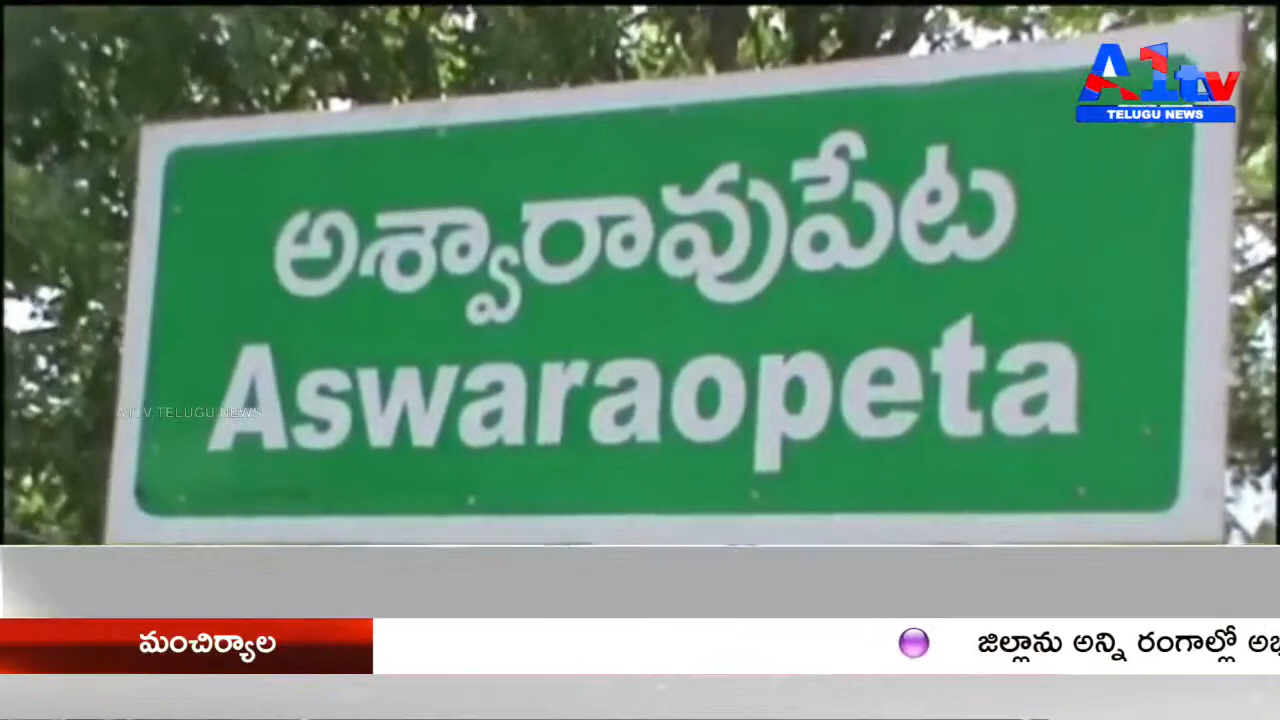 A1tv
TELUGU NEWS
అశ్వారావుపేట
Aswaraopeta
A1TV TELUGU NEWS
మంచిర్యాల
జిల్లాను అన్ని రంగాల్లో